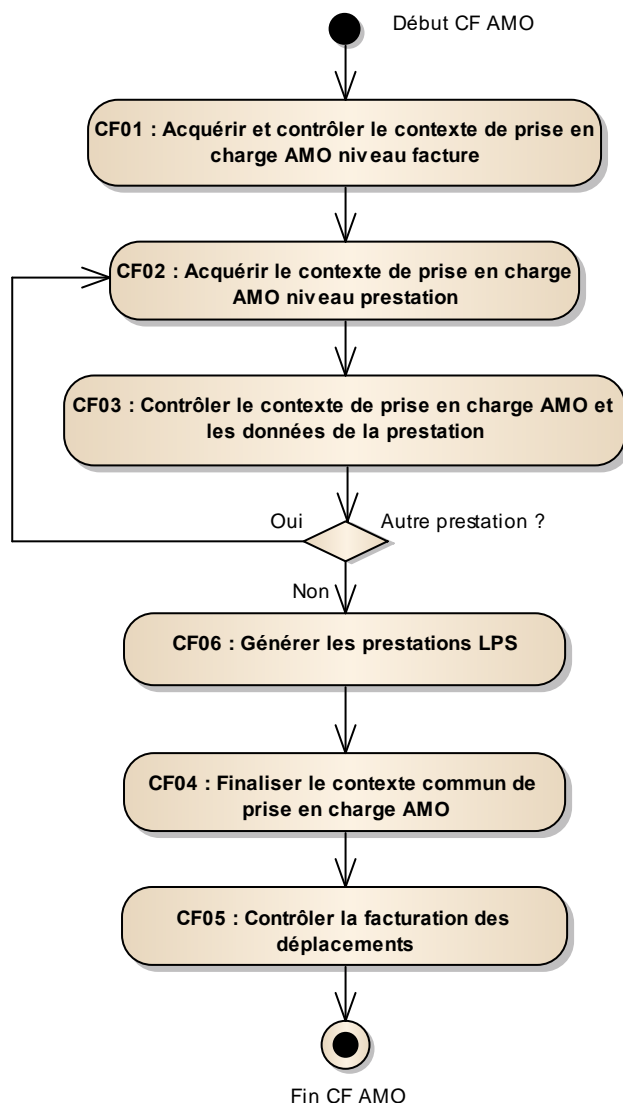 Début CF AMO
CF01 : Acquérir et contrôler le contexte de prise en
charge AMO niveau facture
CF02 : Acquérir le contexte de prise en charge
AMO niveau prestation
CF03 : Contrôler le contexte de prise en charge AMO et
les données de la prestation
Oui
Autre prestation ?
Non
CF06 : Générer les prestations LPS
CF04 : Finaliser le contexte commun de
prise en charge AMO
CF05 : Contrôler la facturation des
déplacements
Fin CF AMO